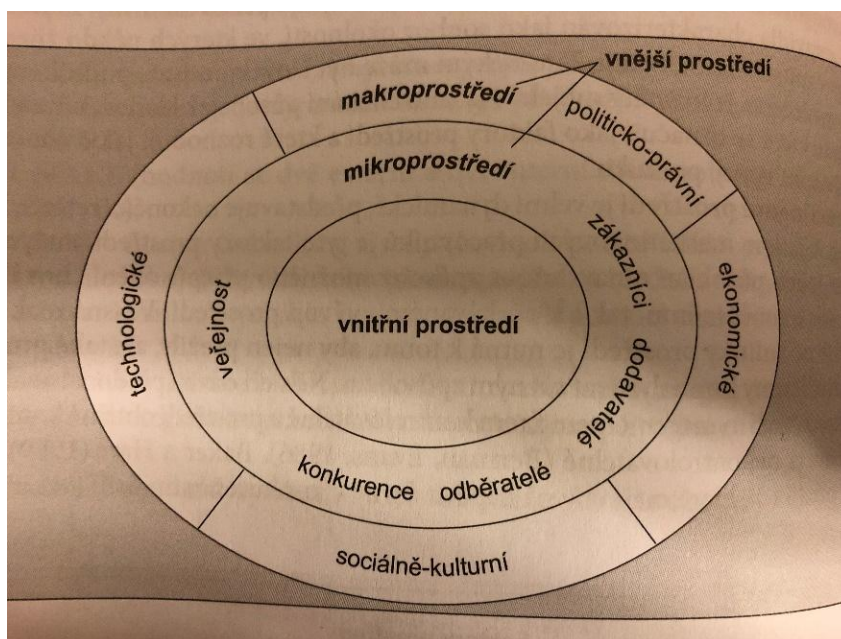 vnější prostředí
makroprostředí
politicko-právní
mikroprostředí
zákazníci
ekonomické
technologické
veřejnost
vnitřní prostředí
dodavatelé
konkurence odběratelé
sociálně-kulturní